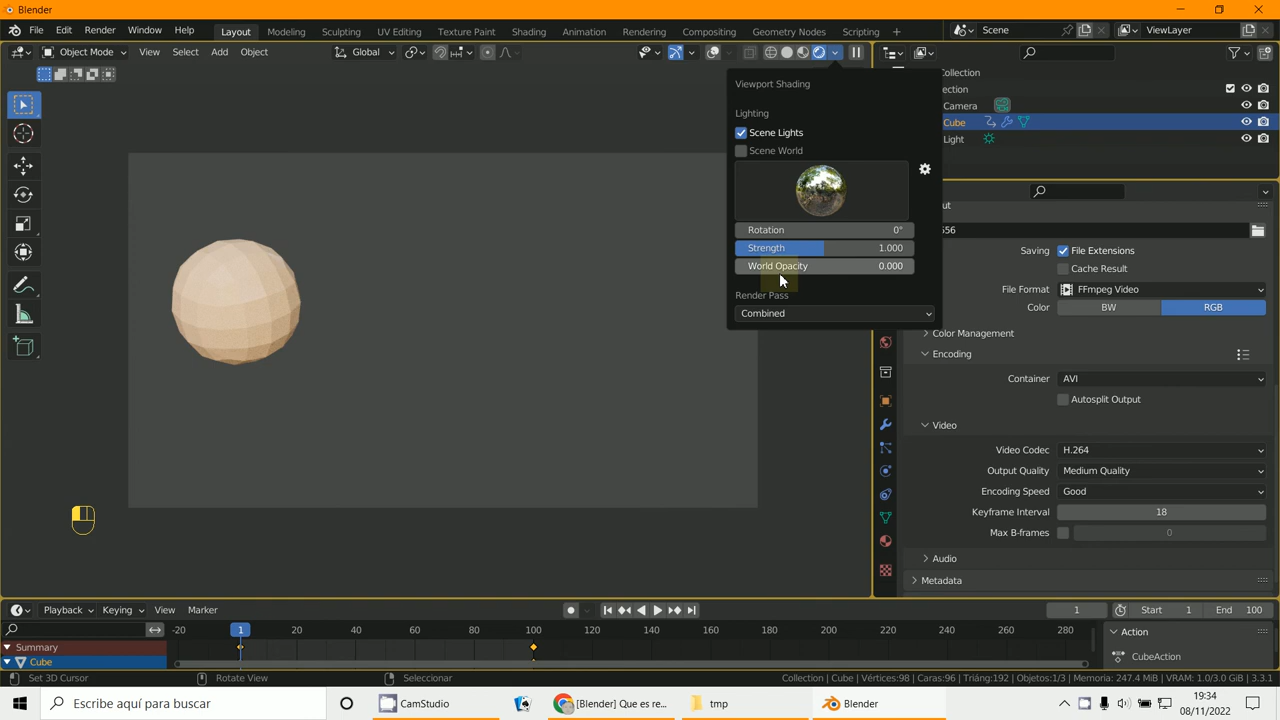 Blender
File Edit Render Window Help Layout Modeling Sculpting UV Editing Texture Paint Shading Animation Rendering Compositing Geometry Nodes Scripting + Scene ViewLayer
Object Mode View Select Add Object Global
Viewport Shading
Lighting
Scene Lights
Scene World
Rotation 0°
Strength 1.000
World Opacity 0.000
Render Pass
Combined
Collection
ection
Camera
Cube
Light
ut
556
Saving File Extensions
Cache Result
File Format FFmpeg Video
Color BW RGB
Color Management
Encoding
Container AVI
Autosplit Output
Video
Video Codec H.264
Output Quality Medium Quality
Encoding Speed Good
Keyframe Interval 18
Max B-frames 0
Audio
Metadata
Playback Keying View Marker 1 Start 1 End 100
-20 1 20 40 60 80 100 120 140 160 180 200 220 240 260 280
Summary
Cube
Action
CubeAction
Set 3D Cursor Rotate View Seleccionar Collection | Cube | Vértices:98 | Caras:96 | Triáng:192 | Objetos:1/3 | Memoria: 247.4 MiB | VRAM: 1.0/3.0 GiB | 3.3.1
Escribe aquí para buscar CamStudio [Blender] Que es re... tmp Blender
19:34
08/11/2022